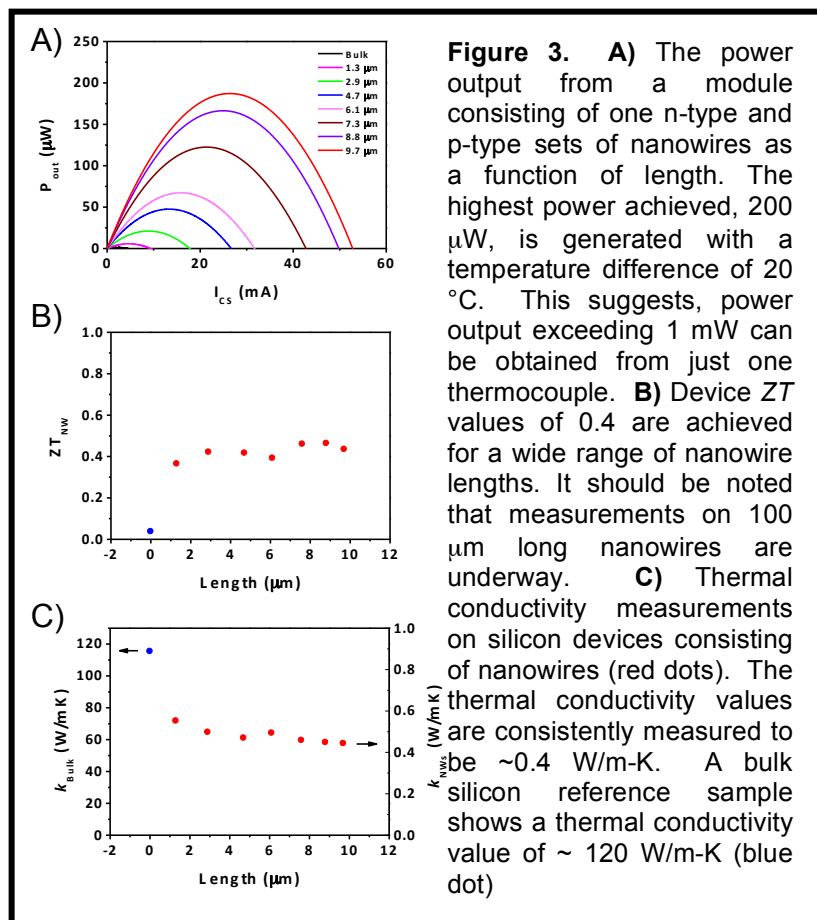 A)
250
200
150
100
50
0
P out (μW)
Bulk
1.3 μm
2.9 μm
4.7 μm
6.1 μm
7.3 μm
8.8 μm
9.7 μm
0 20 40 60
I CS (mA)
B)
1.0
0.8
0.6
0.4
0.2
0.0
ZT NW
-2 0 2 4 6 8 10 12
Length (μm)
C)
120
100
80
60
40
20
0
k Bulk (W/mK)
1.0
0.8
0.6
0.4
0.2
0.0
k NWs (W/mK)
-2 0 2 4 6 8 10 12
Length (μm)
Figure 3. A) The power
output from a module
consisting of one n-type and
p-type sets of nanowires as
a function of length. The
highest power achieved, 200
μW, is generated with a
temperature difference of 20
°C. This suggests, power
output exceeding 1 mW can
be obtained from just one
thermocouple. B) Device ZT
values of 0.4 are achieved
for a wide range of nanowire
lengths. It should be noted
that measurements on 100
μm long nanowires are
underway. C) Thermal
conductivity measurements
on silicon devices consisting
of nanowires (red dots). The
thermal conductivity values
are consistently measured to
be ~0.4 W/m-K. A bulk
silicon reference sample
shows a thermal conductivity
value of ~ 120 W/m-K (blue
dot)